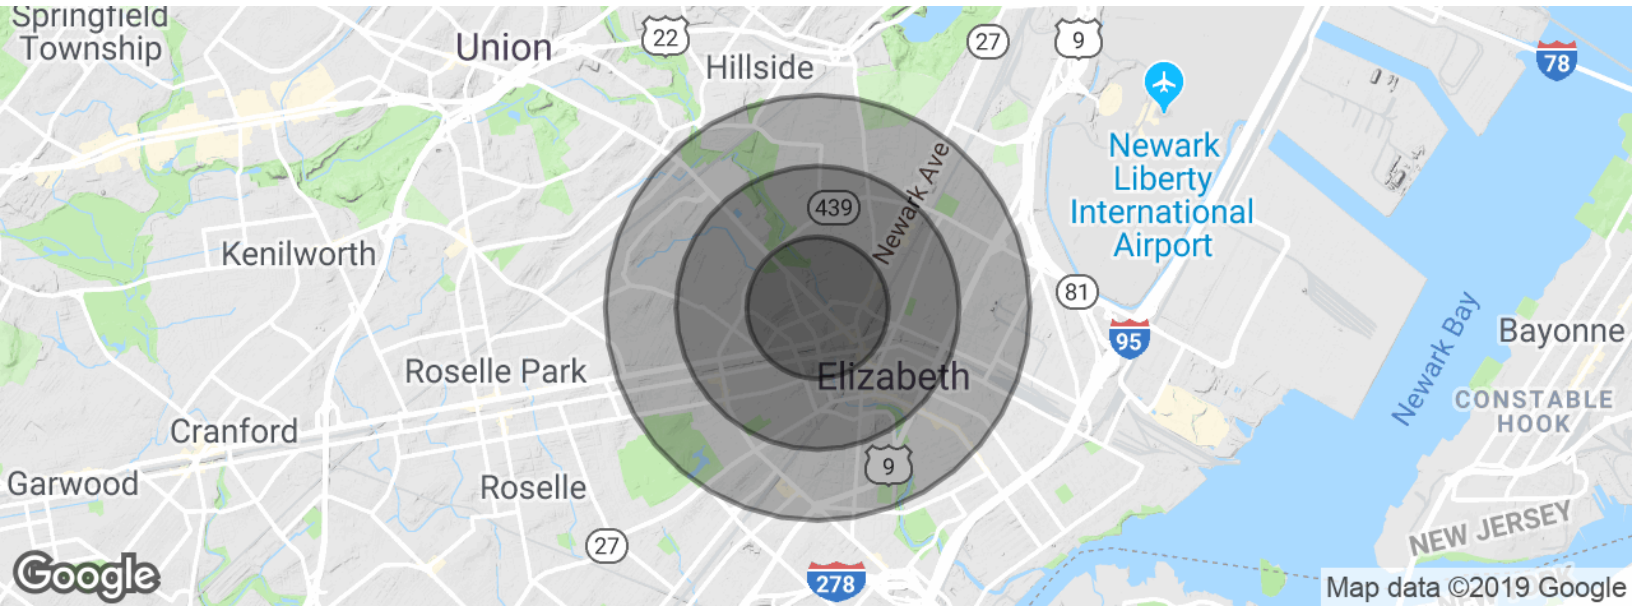 Springfield
Township
Union
22
Hillside
27
9
78
Newark
Liberty
International
Airport
Newark Ave
439
Kenilworth
81
95
Bayonne
Newark Bay
Roselle Park
Elizabeth
CONSTABLE
HOOK
Cranford
9
Garwood
Roselle
27
NEW JERSEY
278
Google
Map data ©2019 Google